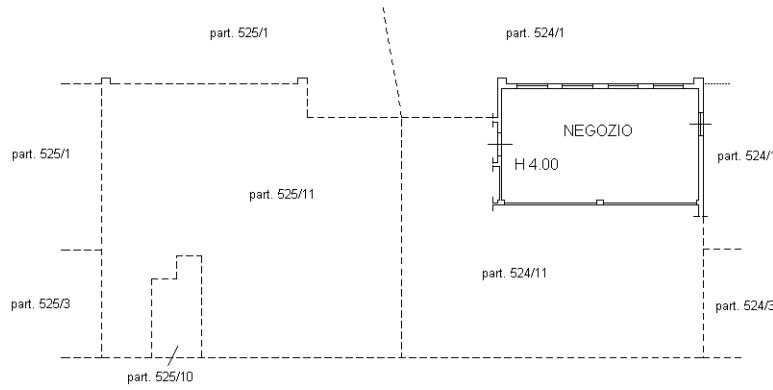 part. 525/1
part. 524/1
NEGOZIO
part. 525/1
H 4.00
part. 524/1
part. 525/11
part. 524/11
part. 525/3
part. 524/3
part. 525/10